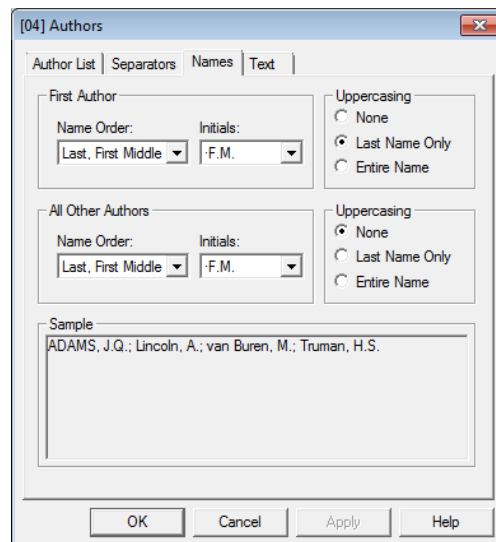 [04] Authors
Author List Separators Names Text
First Author
Name Order: Initials:
Last, First Middle ·F.M.
Uppercasing
None
Last Name Only
Entire Name
All Other Authors
Name Order: Initials:
Last, First Middle ·F.M.
Uppercasing
None
Last Name Only
Entire Name
Sample
ADAMS, J.Q.; Lincoln, A.; van Buren, M.; Truman, H.S.
OK Cancel Apply Help